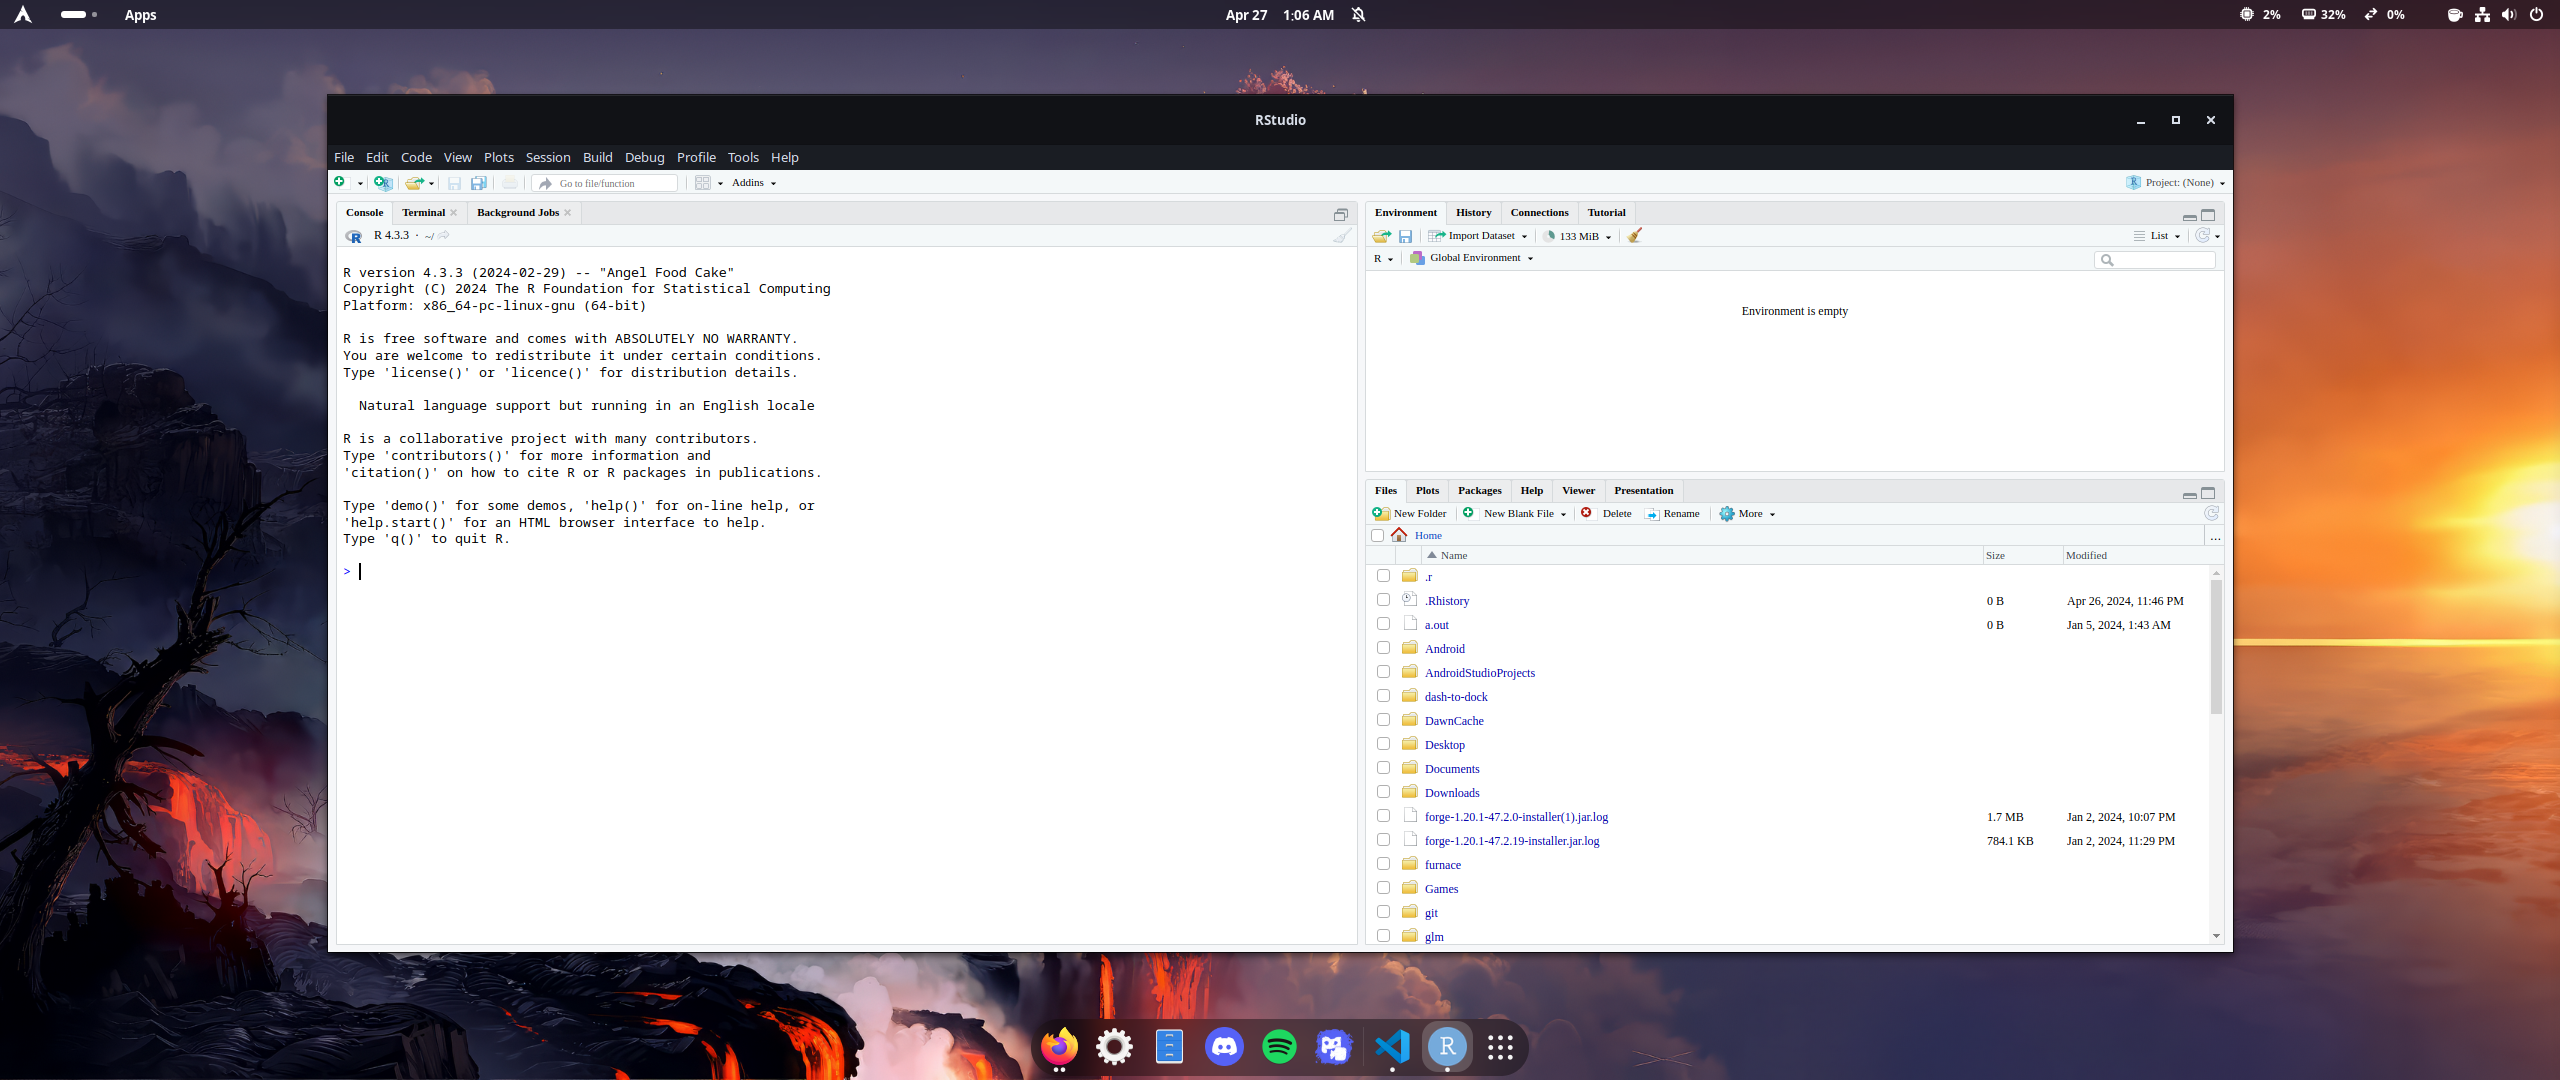 Apps
Apr 27 1:06 AM
2% 32% 0%
RStudio
File Edit Code View Plots Session Build Debug Profile Tools Help
Go to file/function
Addins
Project: (None)
Console Terminal Background Jobs
R 4.3.3 · ~/
R version 4.3.3 (2024-02-29) -- "Angel Food Cake"
Copyright (C) 2024 The R Foundation for Statistical Computing
Platform: x86_64-pc-linux-gnu (64-bit)
R is free software and comes with ABSOLUTELY NO WARRANTY.
You are welcome to redistribute it under certain conditions.
Type 'license()' or 'licence()' for distribution details.
Natural language support but running in an English locale
R is a collaborative project with many contributors.
Type 'contributors()' for more information and
'citation()' on how to cite R or R packages in publications.
Type 'demo()' for some demos, 'help()' for on-line help, or
'help.start()' for an HTML browser interface to help.
Type 'q()' to quit R.
>
Environment History Connections Tutorial
Import Dataset 133 MiB List
R Global Environment
Environment is empty
Files Plots Packages Help Viewer Presentation
New Folder New Blank File Delete Rename More
Home ...
Name Size Modified
.r
.Rhistory 0 B Apr 26, 2024, 11:46 PM
a.out 0 B Jan 5, 2024, 1:43 AM
Android
AndroidStudioProjects
dash-to-dock
DawnCache
Desktop
Documents
Downloads
forge-1.20.1-47.2.0-installer(1).jar.log 1.7 MB Jan 2, 2024, 10:07 PM
forge-1.20.1-47.2.19-installer.jar.log 784.1 KB Jan 2, 2024, 11:29 PM
furnace
Games
git
glm
R